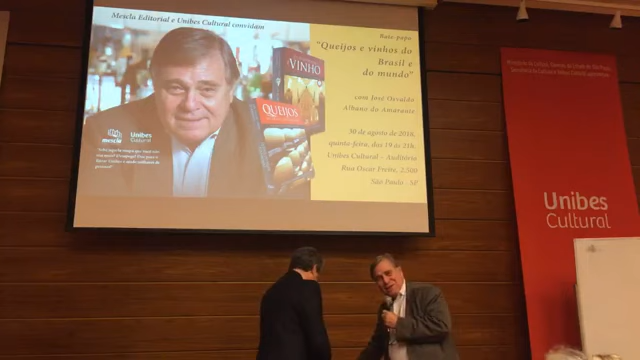 Mescla Editorial e Unibes Cultural convidam
Bate-papo
"Queijos e vinhos do
Brasil e
do mundo"
com José Osvaldo
Albano do Amarante
30 de agosto de 2018,
quinta-feira, das 19 às 21h.
Unibes Cultural - Auditório
Rua Oscar Freire, 2.500
São Paulo - SP
VINHO
QUEIJOS
mescla
Unibes
Cultural
Unibes
Cultural